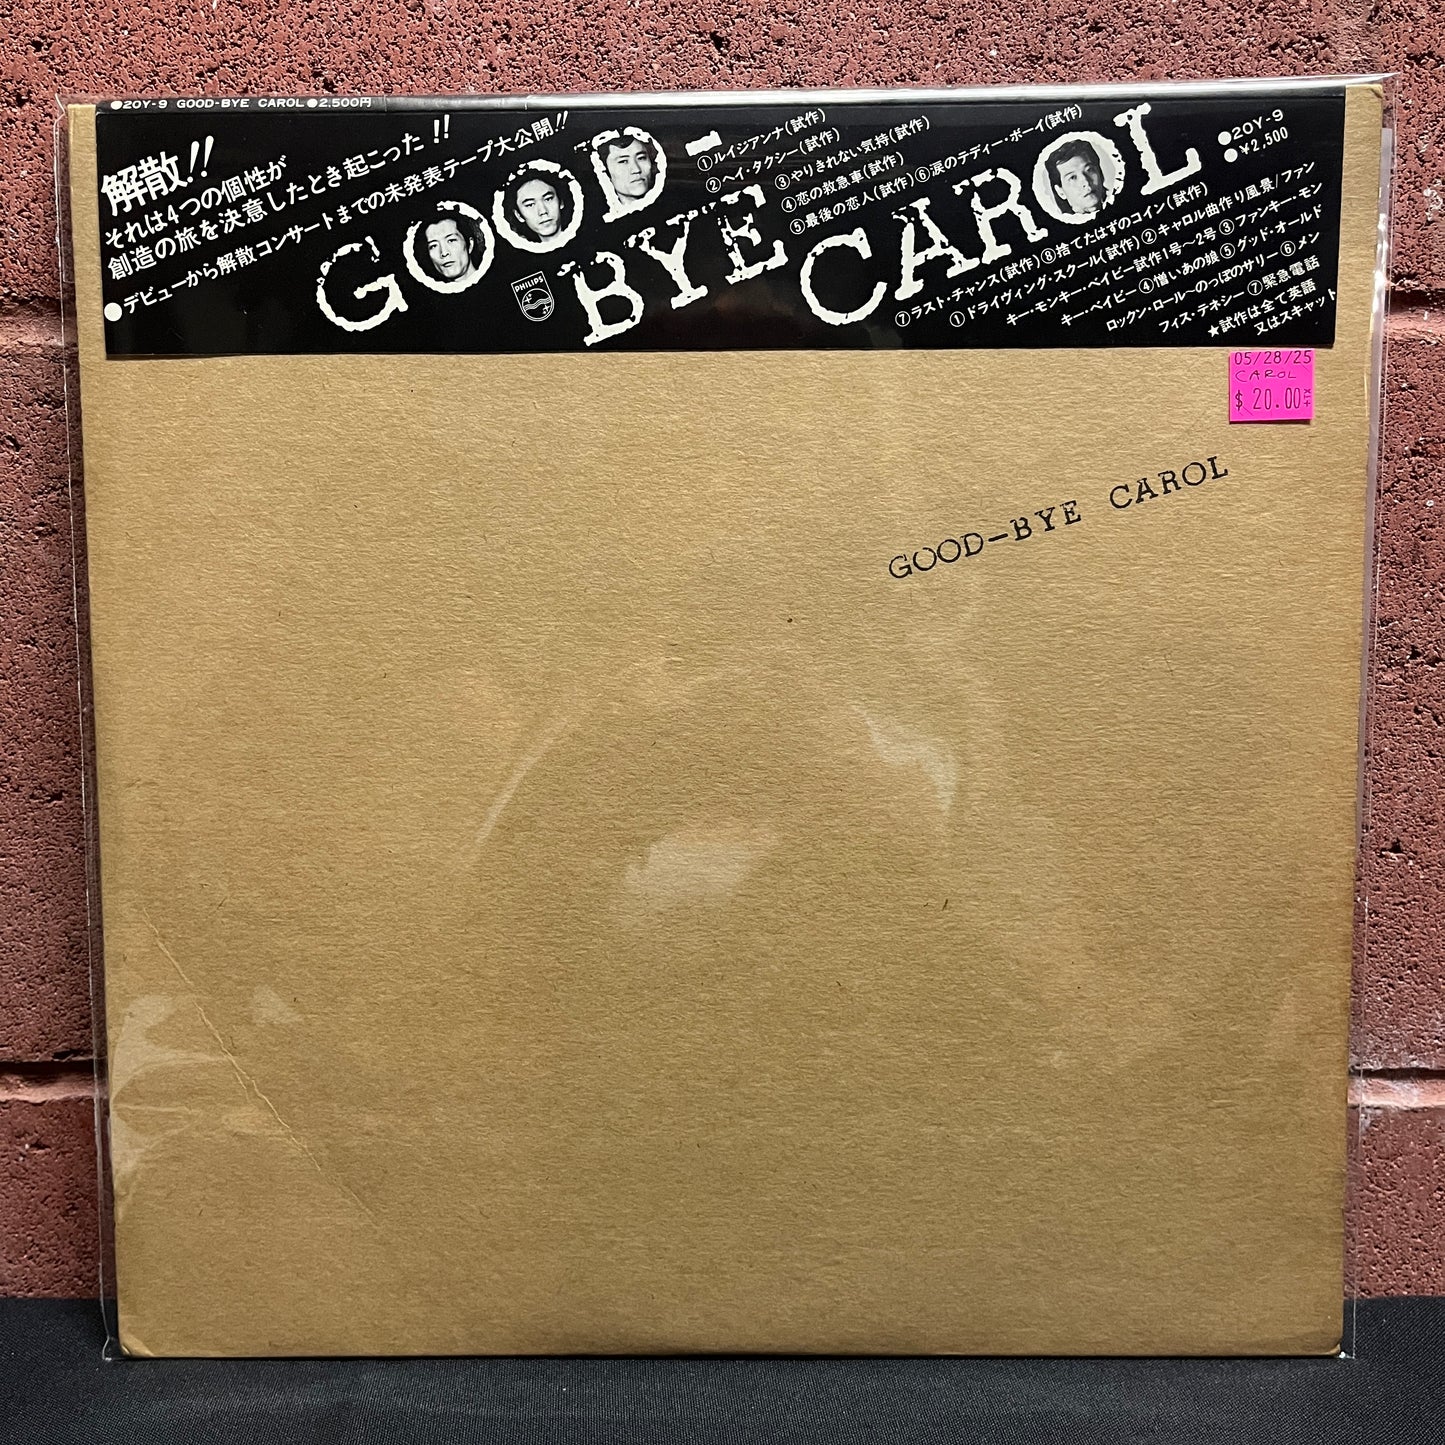 ●20Y-9 GOOD-BYE CAROL●2,500円
解散!!
それは4つの個性が
創造の旅を決意したとき起こった!!
●デビューから解散コンサートまでの未発表テープ大公開!!
GOOD-
BYE
CAROL
PHILIPS
①ルイジアンナ(試作)
②ヘイ・タクシー(試作)
③やりきれない気持(試作)
④恋の救急車(試作)
⑤最後の恋人(試作)⑥涙のテディー・ボーイ(試作)
⑦ラスト・チャンス(試作)⑧捨てたはずのコイン(試作)
①ドライヴィング・スクール(試作)②キャロル曲作り風景/ファン
キー・モンキー・ベイビー試作1号〜2号③ファンキー・モン
キー・ベイビー④憎いあの娘⑤グッド・オールド
ロックン・ロール〜のっぽのサリー⑥メン
フィス・テネシー⑦緊急電話
★試作は全て英語
又はスキャット
●20Y-9
●¥2,500
05/28/25
CAROL
$ 20.00
GOOD-BYE CAROL